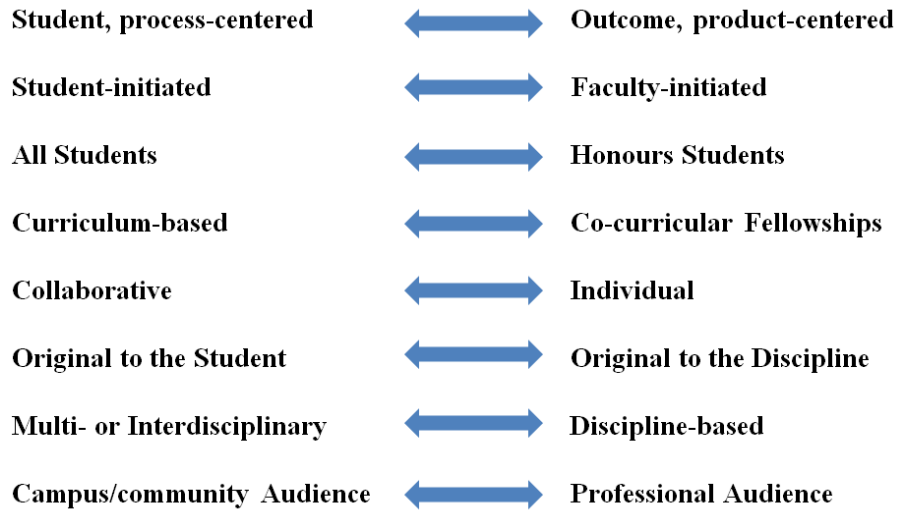 Student, process-centered Outcome, product-centered
Student-initiated Faculty-initiated
All Students Honours Students
Curriculum-based Co-curricular Fellowships
Collaborative Individual
Original to the Student Original to the Discipline
Multi- or Interdisciplinary Discipline-based
Campus/community Audience Professional Audience